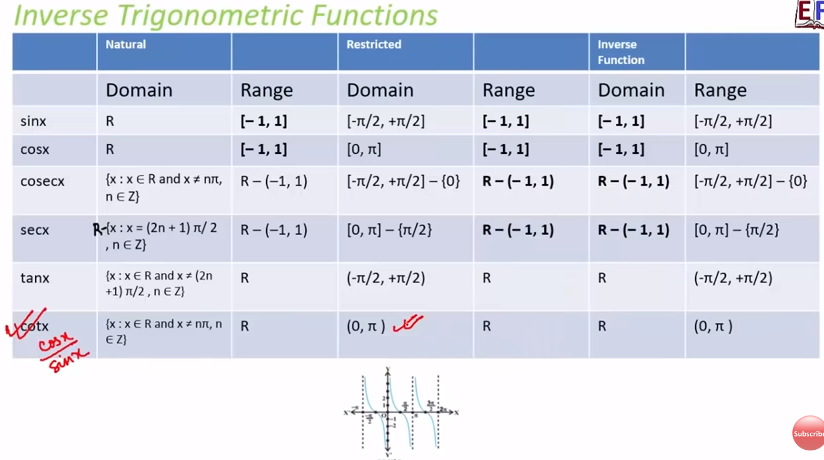 Inverse Trigonometric Functions
EF
Natural Restricted Inverse Function
Domain Range Domain Range Domain Range
sinx R [– 1, 1] [-π/2, +π/2] [– 1, 1] [– 1, 1] [-π/2, +π/2]
cosx R [– 1, 1] [0, π] [– 1, 1] [– 1, 1] [0, π]
cosecx {x : x ∈ R and x ≠ nπ, n ∈ Z} R – (–1, 1) [-π/2, +π/2] – {0} R – (– 1, 1) R – (– 1, 1) [-π/2, +π/2] – {0}
secx R-{x : x = (2n + 1) π/ 2 , n ∈ Z} R – (–1, 1) [0, π] – {π/2} R – (– 1, 1) R – (– 1, 1) [0, π] – {π/2}
tanx {x : x ∈ R and x ≠ (2n +1) π/2 , n ∈ Z} R (-π/2, +π/2) R R (-π/2, +π/2)
cotx {x : x ∈ R and x ≠ nπ, n ∈ Z} R (0, π ) R R (0, π )
cosx
sinx
Subscribe